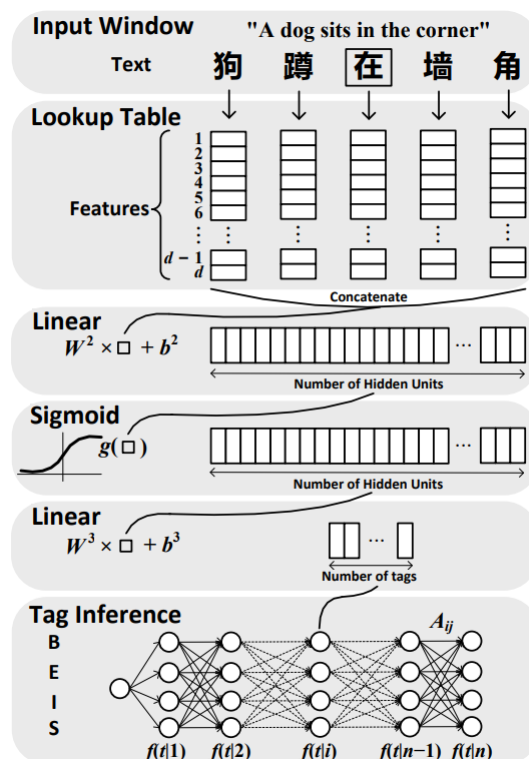 Input Window
"A dog sits in the corner"
Text 狗 蹲 在 墙 角
Lookup Table
Features
1
2
3
4
5
6
⋮ ⋮ ⋮ ⋮ ⋮ ⋮
d − 1
d
Concatenate
Linear
W² × □ + b²
...
Number of Hidden Units
Sigmoid
g(□)
...
Number of Hidden Units
Linear
W³ × □ + b³
...
Number of tags
Tag Inference
A_ij
B
E
I
S
f(t|1) f(t|2) f(t|i) f(t|n−1) f(t|n)